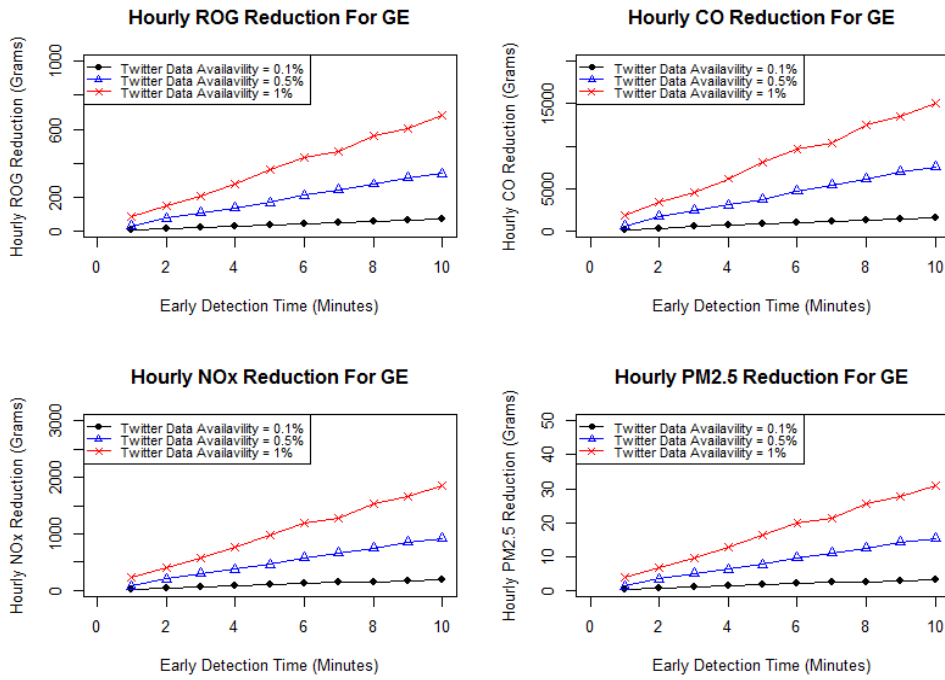 Hourly ROG Reduction For GE
Hourly ROG Reduction (Grams)
1000
600
200
0
Twitter Data Availavility = 0.1%
Twitter Data Availavility = 0.5%
Twitter Data Availavility = 1%
0 2 4 6 8 10
Early Detection Time (Minutes)
Hourly CO Reduction For GE
Hourly CO Reduction (Grams)
15000
5000
0
Twitter Data Availavility = 0.1%
Twitter Data Availavility = 0.5%
Twitter Data Availavility = 1%
0 2 4 6 8 10
Early Detection Time (Minutes)
Hourly NOx Reduction For GE
Hourly NOx Reduction (Grams)
3000
2000
1000
0
Twitter Data Availavility = 0.1%
Twitter Data Availavility = 0.5%
Twitter Data Availavility = 1%
0 2 4 6 8 10
Early Detection Time (Minutes)
Hourly PM2.5 Reduction For GE
Hourly PM2.5 Reduction (Grams)
50
40
30
20
10
0
Twitter Data Availavility = 0.1%
Twitter Data Availavility = 0.5%
Twitter Data Availavility = 1%
0 2 4 6 8 10
Early Detection Time (Minutes)